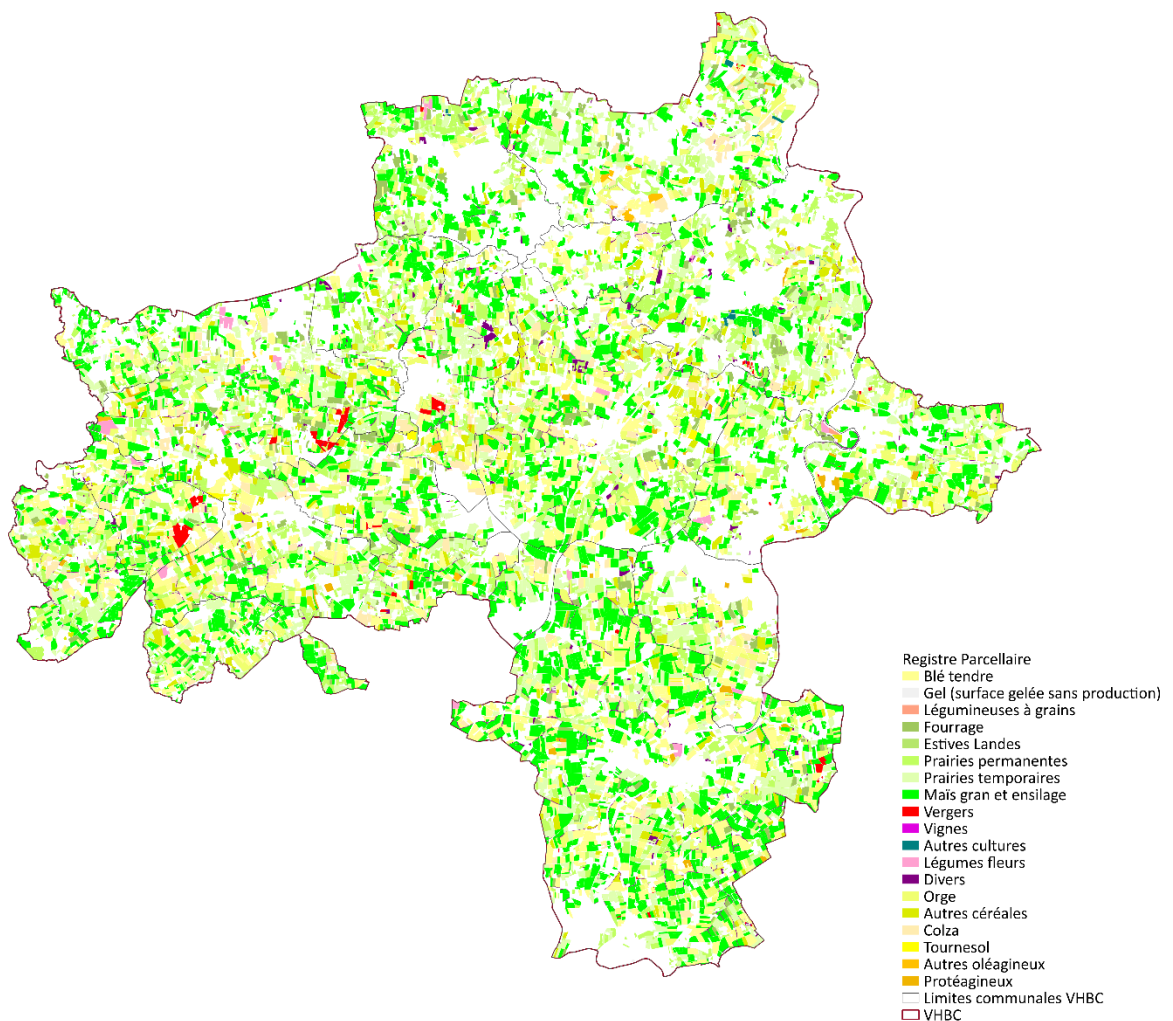 Registre Parcellaire
Blé tendre
Gel (surface gelée sans production)
Légumineuses à grains
Fourrage
Estives Landes
Prairies permanentes
Prairies temporaires
Maïs gran et ensilage
Vergers
Vignes
Autres cultures
Légumes fleurs
Divers
Orge
Autres céréales
Colza
Tournesol
Autres oléagineux
Protéagineux
Limites communales VHBC
VHBC